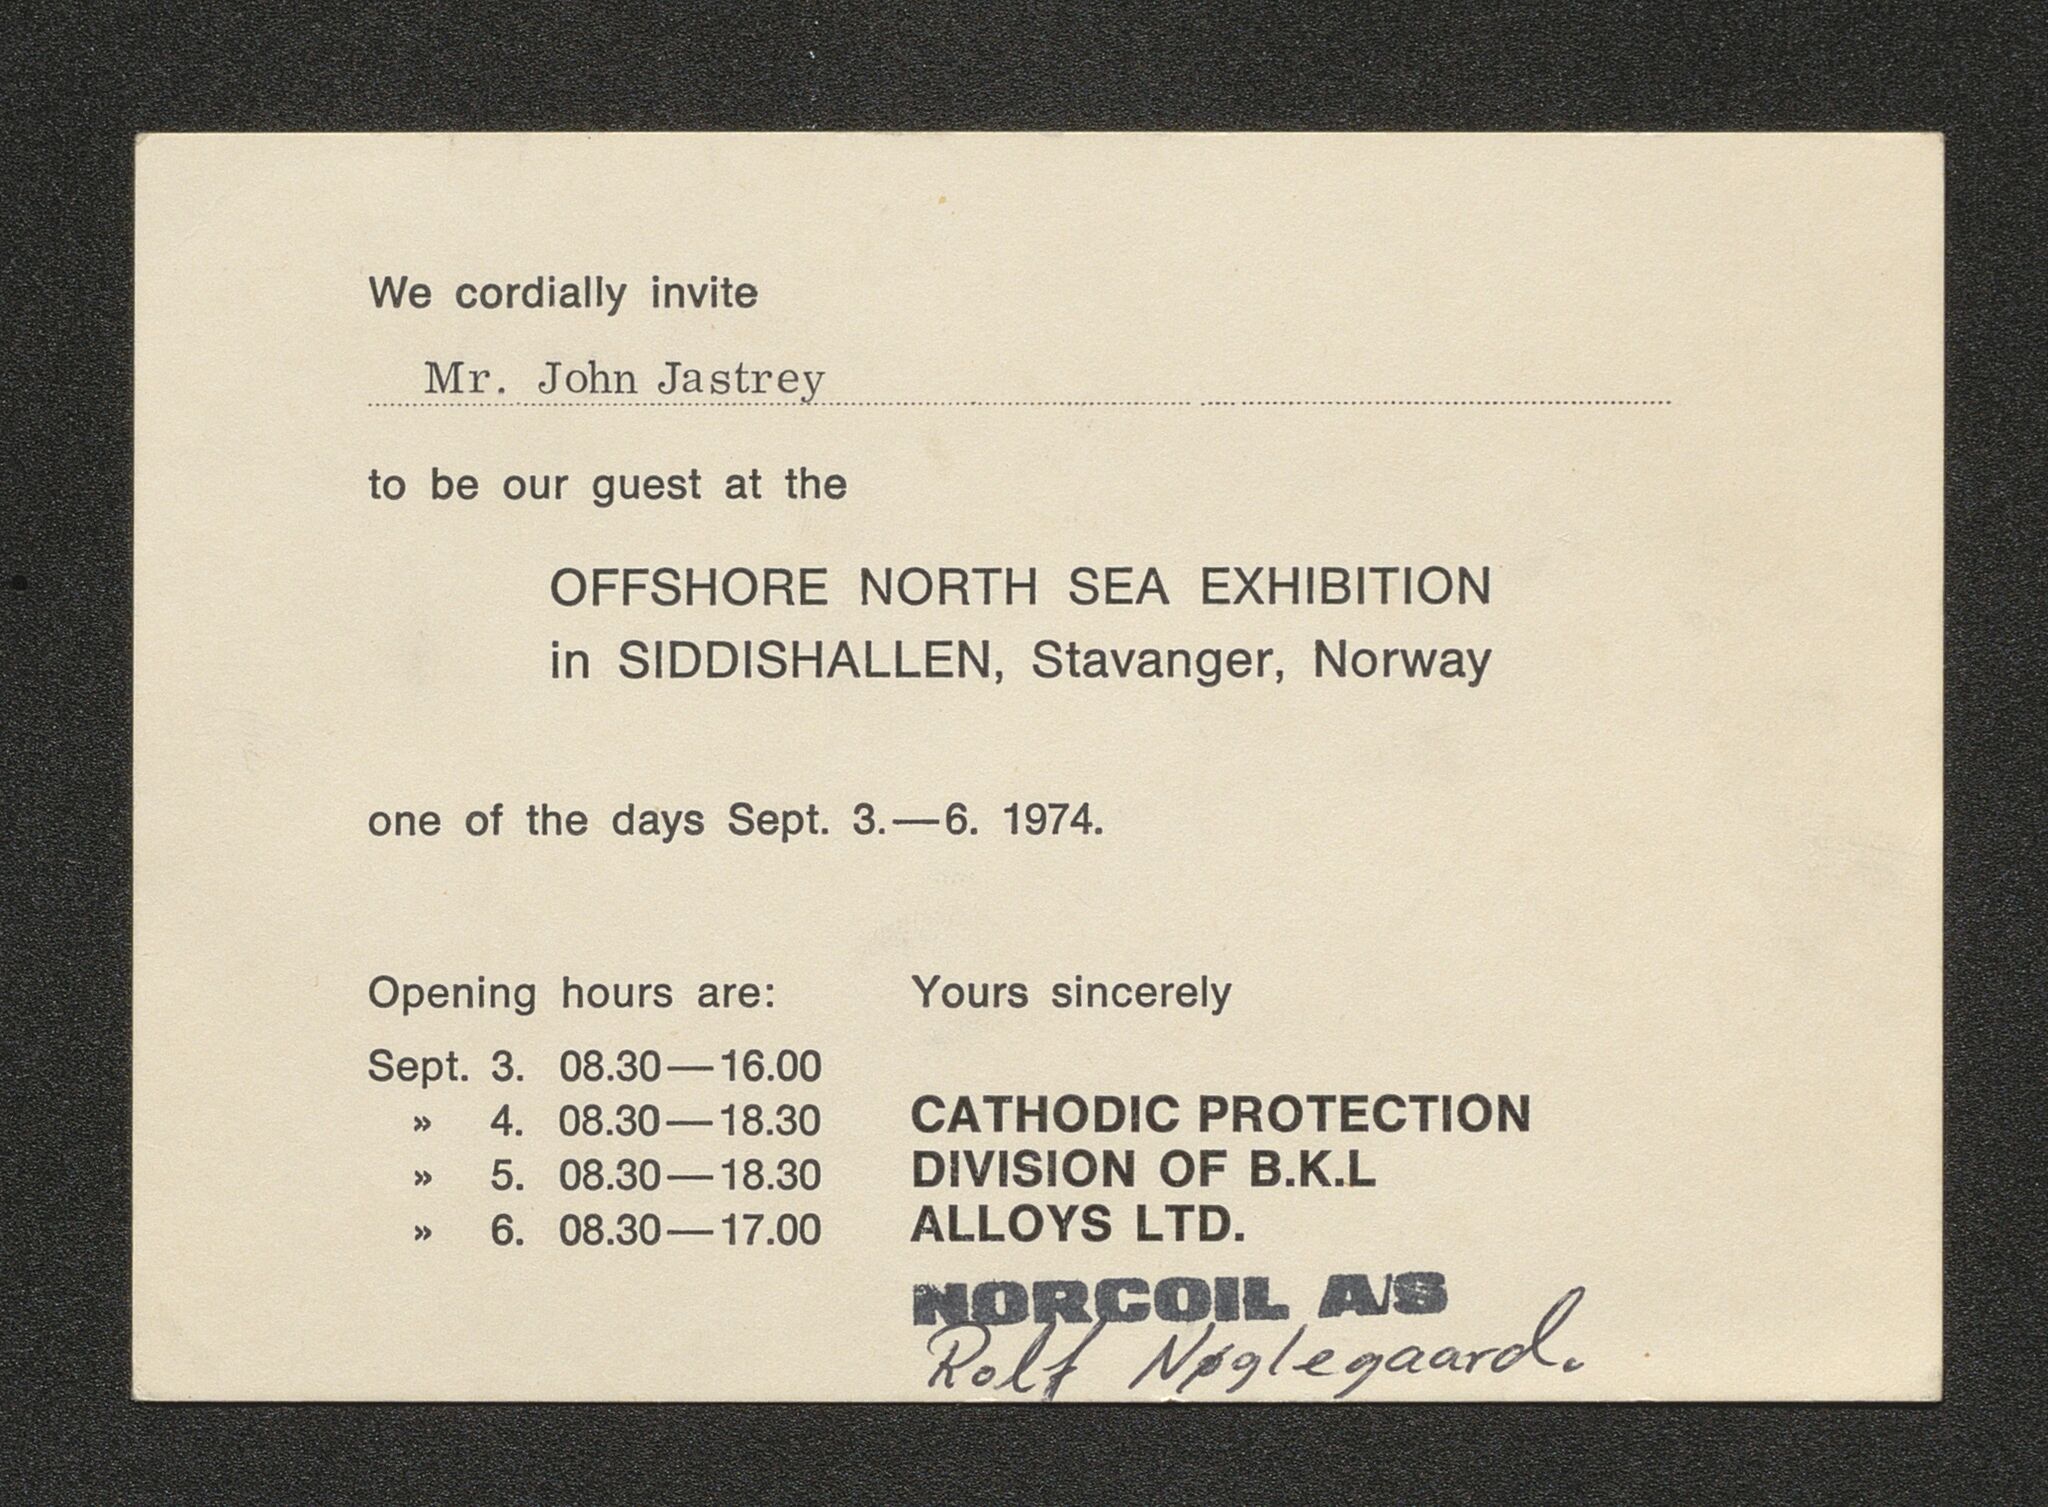 We cordially invite
Mr. John Jastrey
to be our guest at the
OFFSHORE NORTH SEA EXHIBITION
in SIDDISHALLEN, Stavanger, Norway
one of the days Sept. 3.—6. 1974.
Opening hours are:
Sept. 3. 08.30—16.00
» 4. 08.30—18.30
» 5. 08.30—18.30
» 6. 08.30—17.00
Yours sincerely
CATHODIC PROTECTION
DIVISION OF B.K.L
ALLOYS LTD.
NORCOIL A/S
Rolf Nøglegaard.